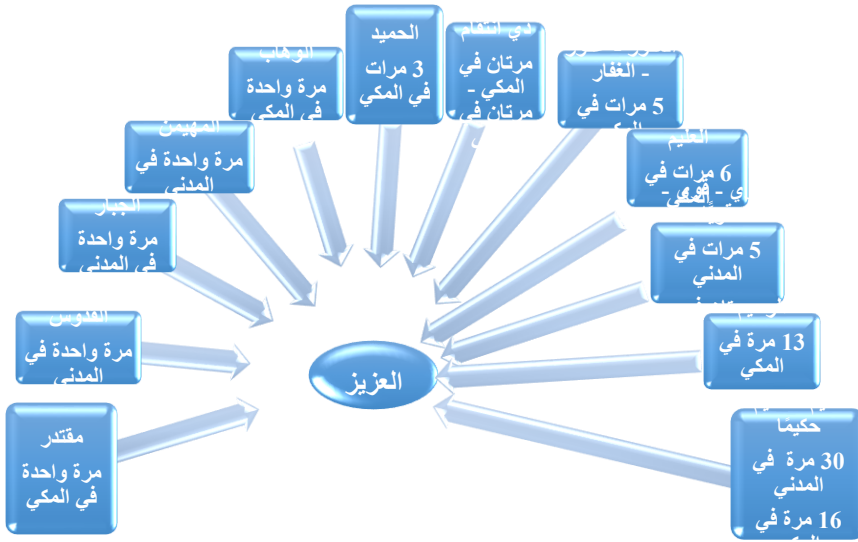 الحميد
3 مرات
في المكي
ذي انتقام
مرتان في
المكي -
مرتان في
الوهاب
مرة واحدة
في المكي
- الغفار
5 مرات في
المهيمن
مرة واحدة في
المدني
العليم
6 مرات في
الجبار
مرة واحدة
في المدني
5 مرات في
المدني
القدوس
مرة واحدة في
المدني
13 مرة في
المكي
العزيز
مقتدر
مرة واحدة
في المكي
حكيمًا
30 مرة في
المدني
16 مرة في